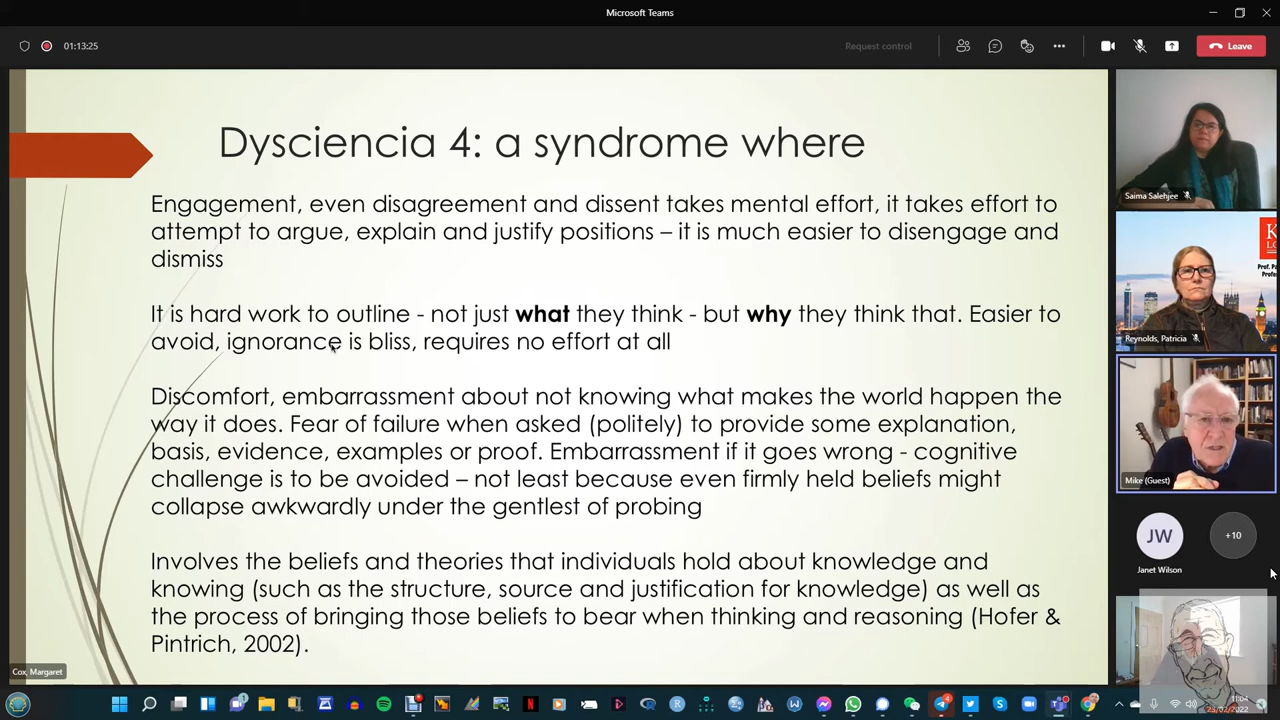 Microsoft Teams
01:13:25
Request control
Leave
Dysciencia 4: a syndrome where
Engagement, even disagreement and dissent takes mental effort, it takes effort to
attempt to argue, explain and justify positions – it is much easier to disengage and
dismiss
It is hard work to outline - not just what they think - but why they think that. Easier to
avoid, ignorance is bliss, requires no effort at all
Discomfort, embarrassment about not knowing what makes the world happen the
way it does. Fear of failure when asked (politely) to provide some explanation,
basis, evidence, examples or proof. Embarrassment if it goes wrong - cognitive
challenge is to be avoided – not least because even firmly held beliefs might
collapse awkwardly under the gentlest of probing
Involves the beliefs and theories that individuals hold about knowledge and
knowing (such as the structure, source and justification for knowledge) as well as
the process of bringing those beliefs to bear when thinking and reasoning (Hofer &
Pintrich, 2002).
Cox, Margaret
Saima Salehjee
K
LO
Prof. Pa
Reynolds, Patricia
Mike (Guest)
JW
+10
Janet Wilson
11:04
23/02/2022